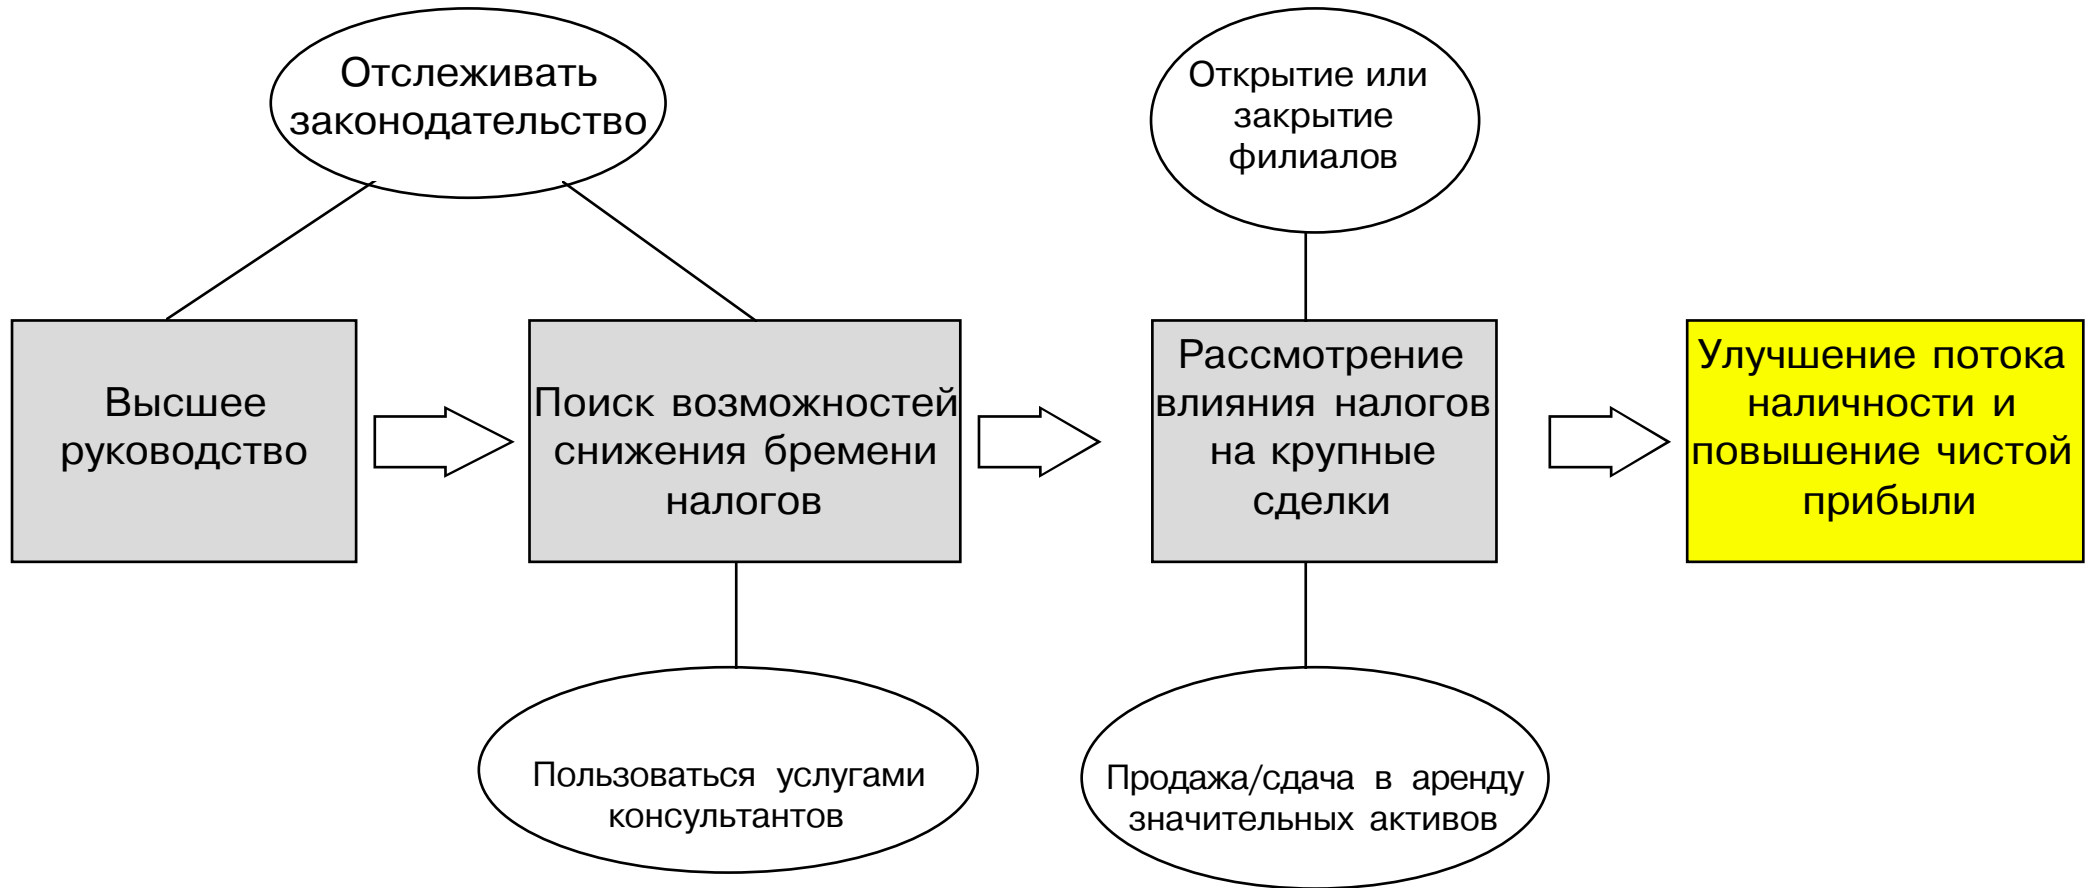 Отслеживать
законодательство
Открытие или
закрытие
филиалов
Высшее
руководство
Поиск возможностей
снижения бремени
налогов
Рассмотрение
влияния налогов
на крупные
сделки
Улучшение потока
наличности и
повышение чистой
прибыли
Пользоваться услугами
консультантов
Продажа/сдача в аренду
значительных активов